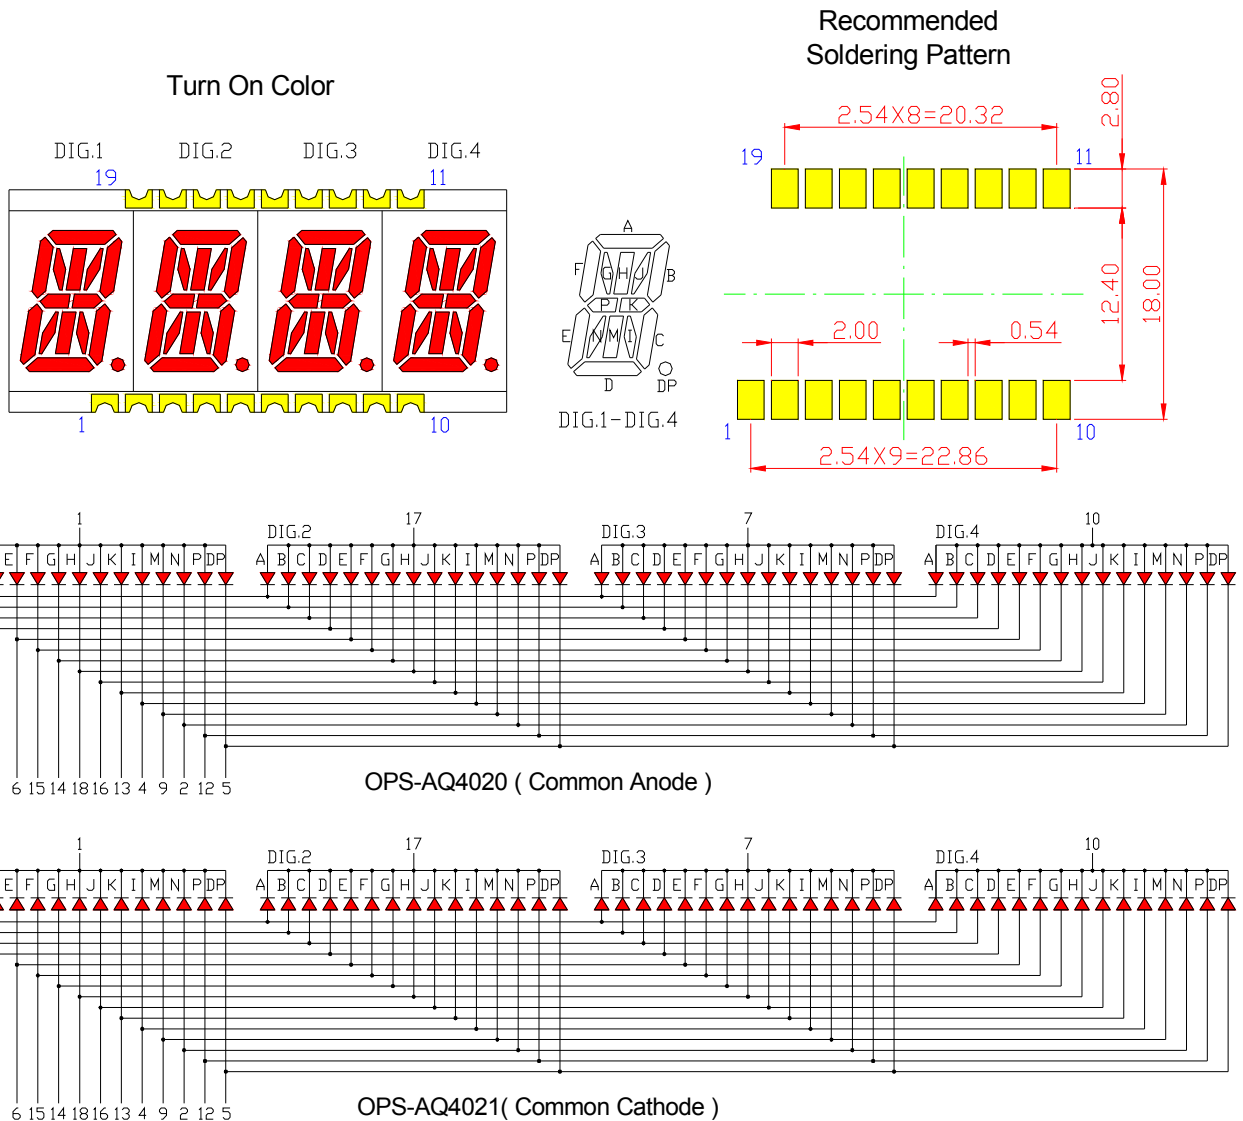 Recommended
Soldering Pattern
Turn On Color
2.54X8=20.32
2.80
DIG.1 DIG.2 DIG.3 DIG.4
19 11
19 11
A
F G H J B
P K
E N M I C
D DP
DIG.1-DIG.4
12.40
18.00
2.00 0.54
1 10
1 10
2.54X9=22.86
1 17 7 10
DIG.2 DIG.3 DIG.4
E F G H J K I M N P DP A B C D E F G H J K I M N P DP A B C D E F G H J K I M N P DP A B C D E F G H J K I M N P DP
6 15 14 18 16 13 4 9 2 12 5
OPS-AQ4020 ( Common Anode )
1 17 7 10
DIG.2 DIG.3 DIG.4
E F G H J K I M N P DP A B C D E F G H J K I M N P DP A B C D E F G H J K I M N P DP A B C D E F G H J K I M N P DP
6 15 14 18 16 13 4 9 2 12 5
OPS-AQ4021( Common Cathode )